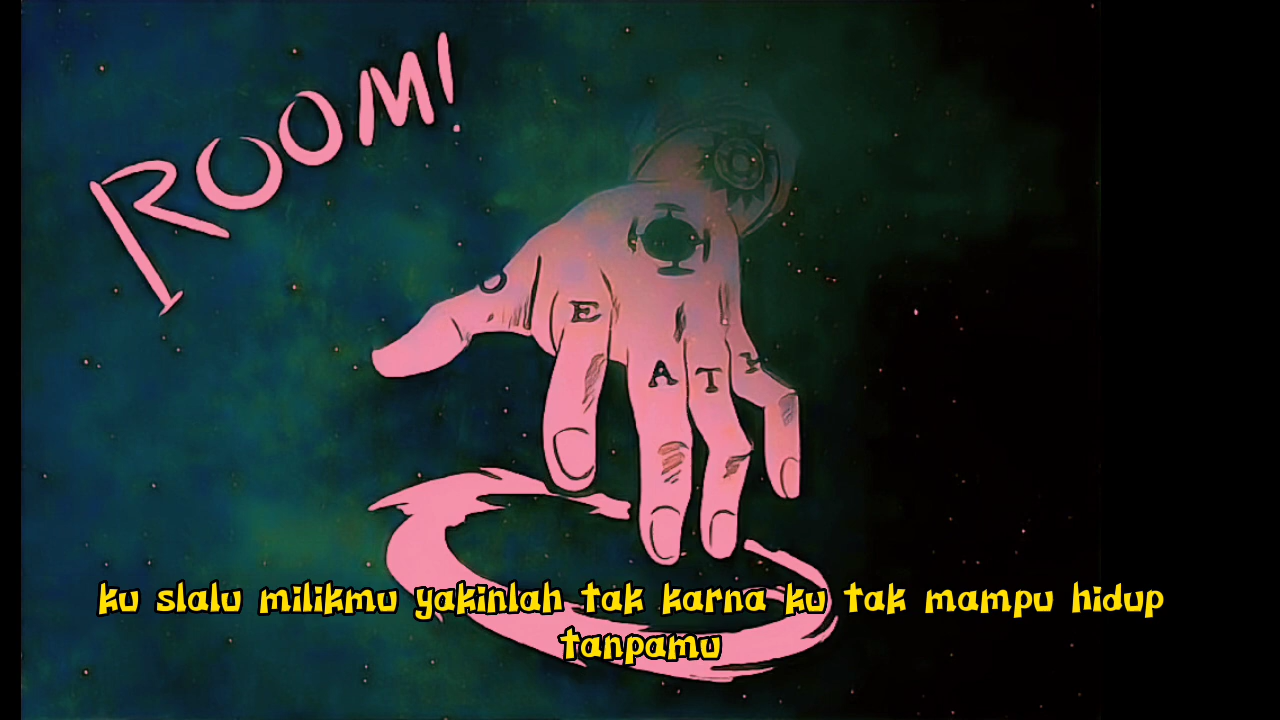 ROOM!
E
A T H
ku slalu milikmu yakinlah tak karna ku tak mampu hidup
tanpamu